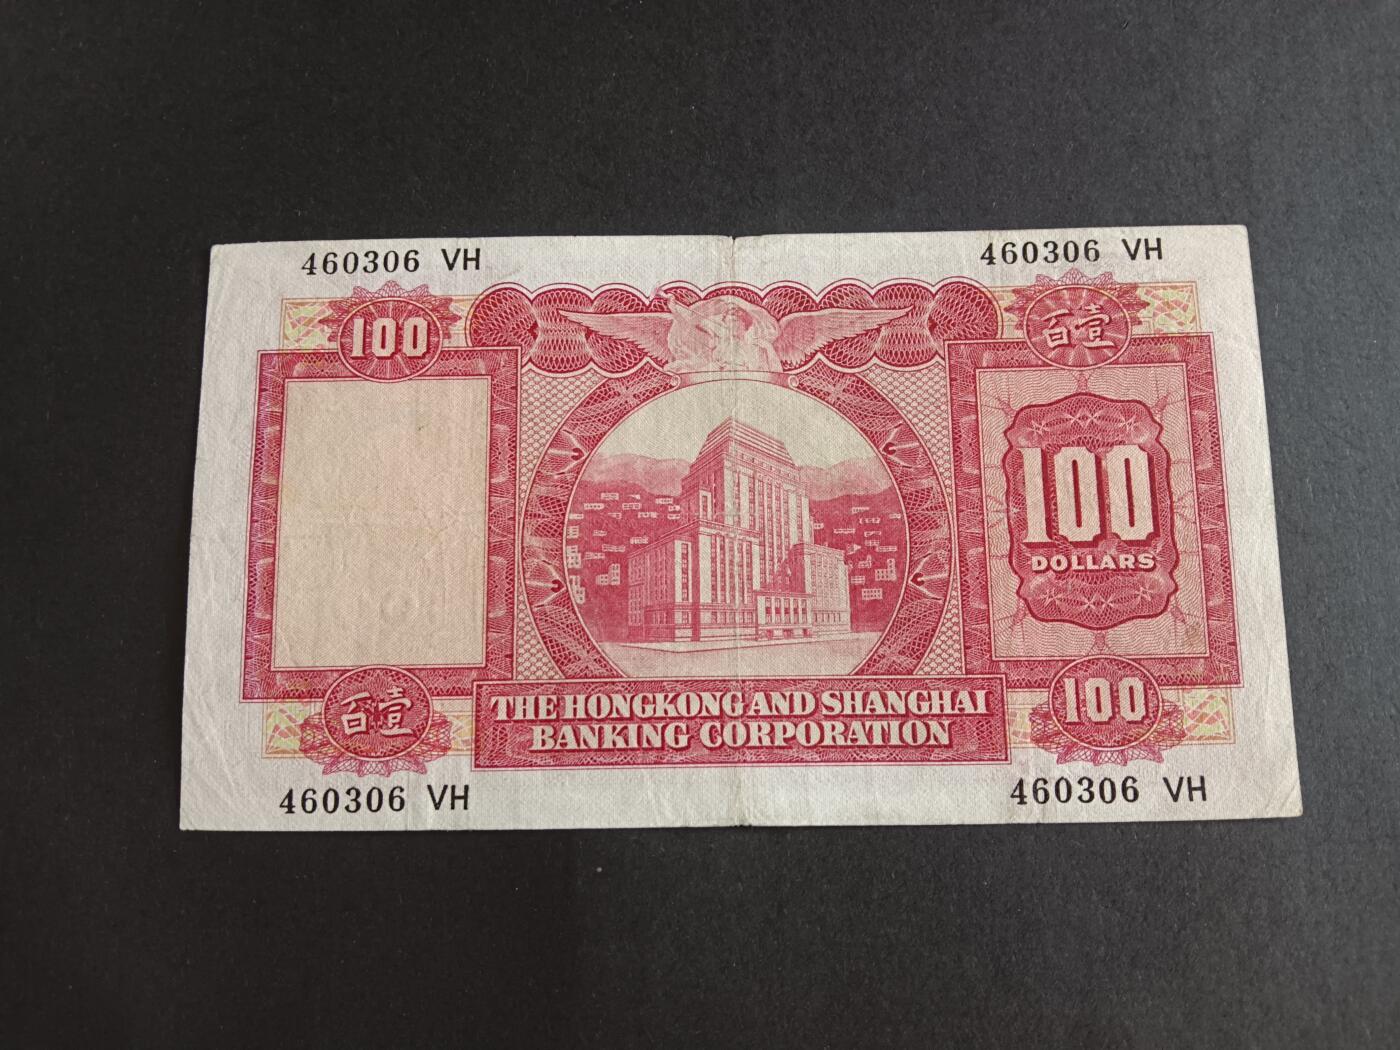 460306 VH
460306 VH
100
百壹
100
DOLLARS
百壹
100
THE HONGKONG AND SHANGHAI
BANKING CORPORATION
460306 VH
460306 VH